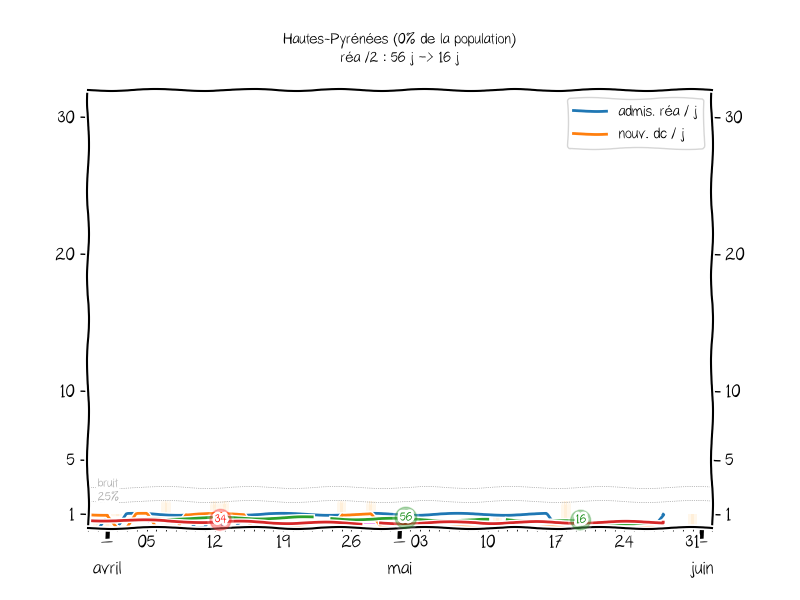 Hautes-Pyrénées (0% de la population)
réa /2 : 56 j -> 16 j
admis. réa / j
nouv. dc / j
30
30
20
20
10
10
5
5
bruit
25%
1
1
34
56
16
05
12
19
26
03
10
17
24
31
avril
mai
juin